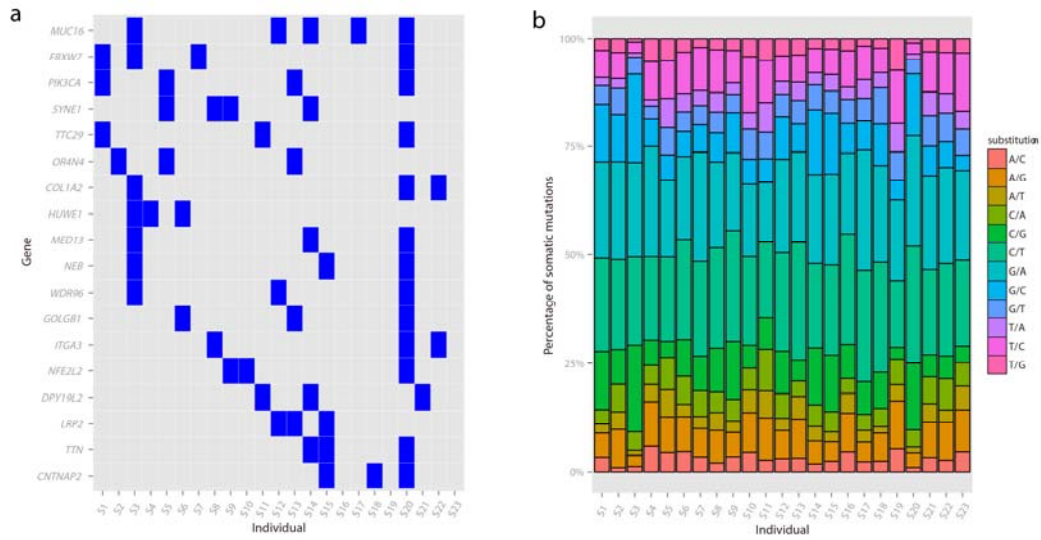 a
MUC16
FBXW7
PIK3CA
SYNE1
TTC29
OR4N4
COL1A2
HUWE1
MED13
NEB
WDR96
GOLGB1
ITGA3
NFE2L2
DPY19L2
LRP2
TTN
CNTNAP2
Gene
S1 S2 S3 S4 S5 S6 S7 S8 S9 S10 S11 S12 S13 S14 S15 S16 S17 S18 S20 S21 S22 S23
Individual
b
100%
75%
50%
25%
0%
Percentage of somatic mutations
S1 S2 S3 S4 S5 S6 S7 S8 S9 S10 S11 S12 S13 S14 S15 S16 S17 S18 S19 S20 S21 S22 S23
Individual
substitution
A/C
A/G
A/T
C/A
C/G
C/T
G/A
G/C
G/T
T/A
T/C
T/G